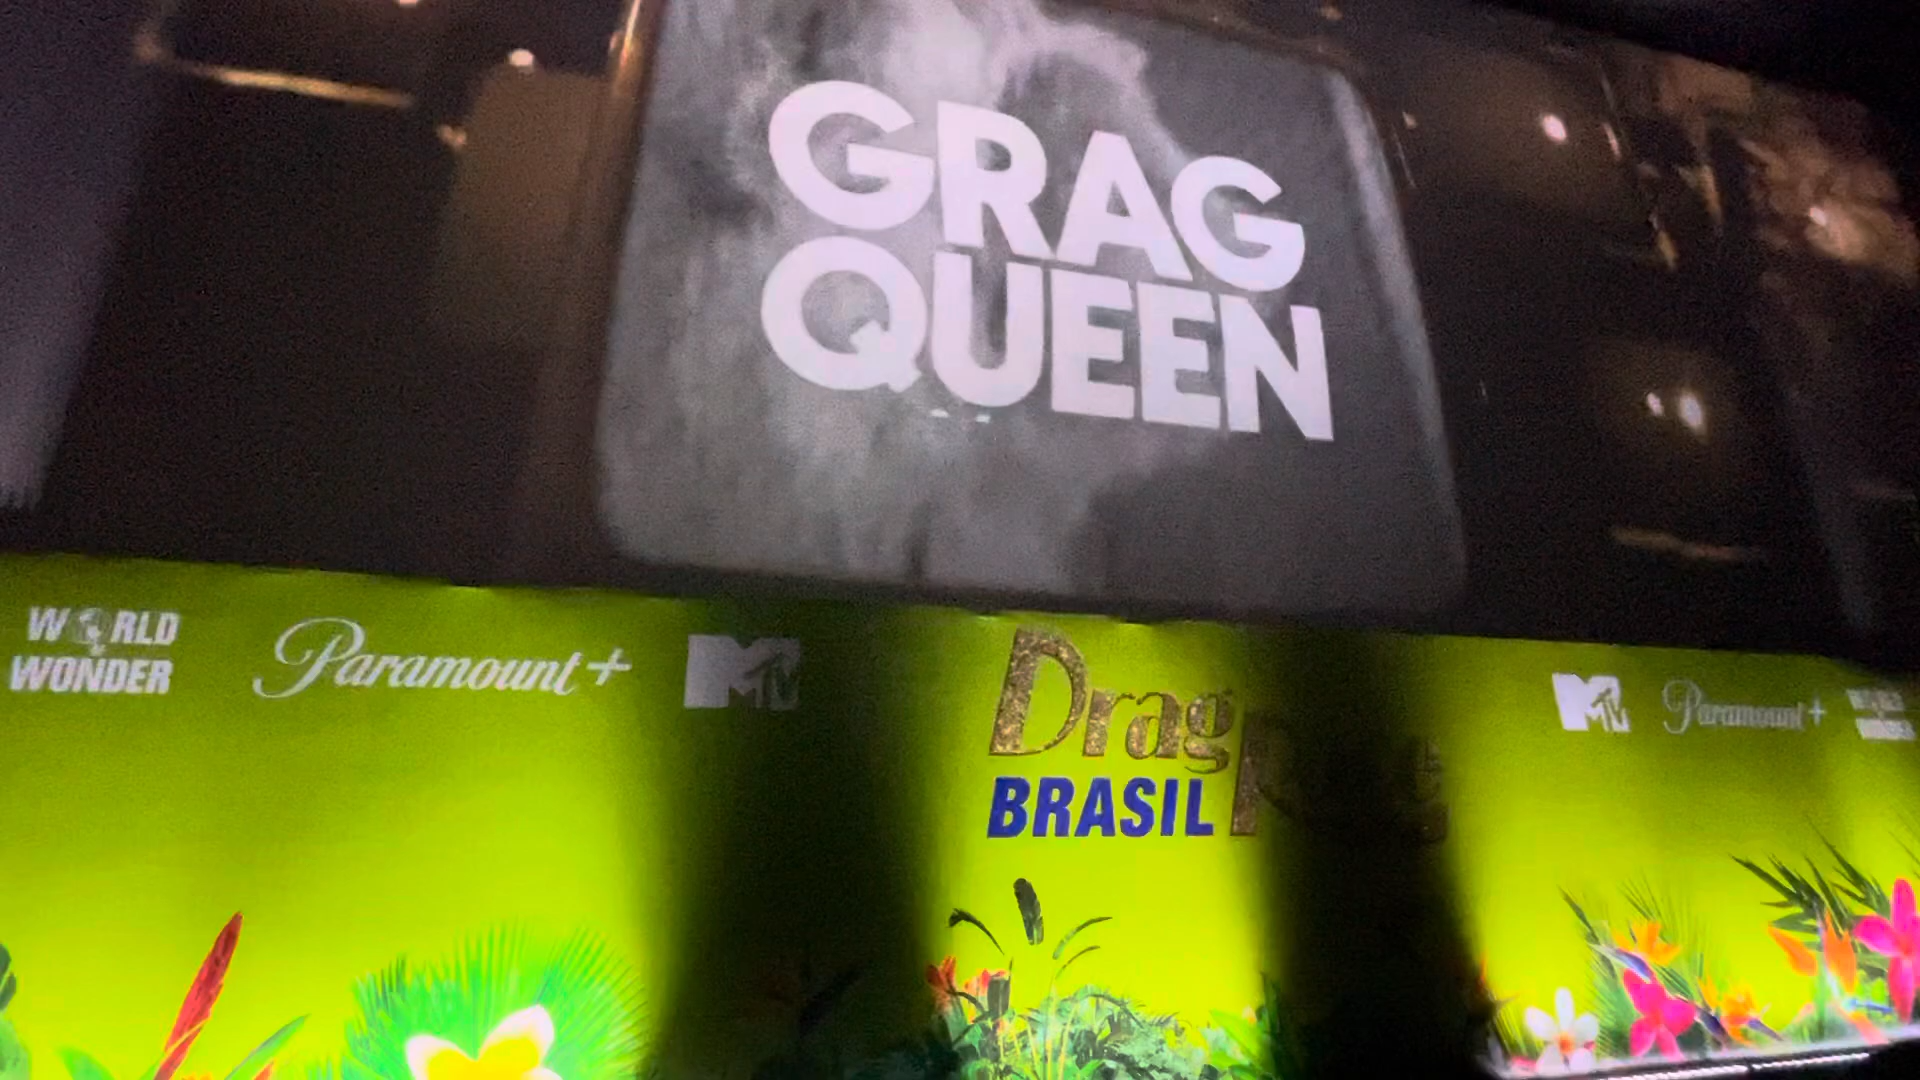 GRAG
QUEEN
WORLD
WONDER
Paramount+
MTV
Drag
BRASIL
MTV
Paramount+